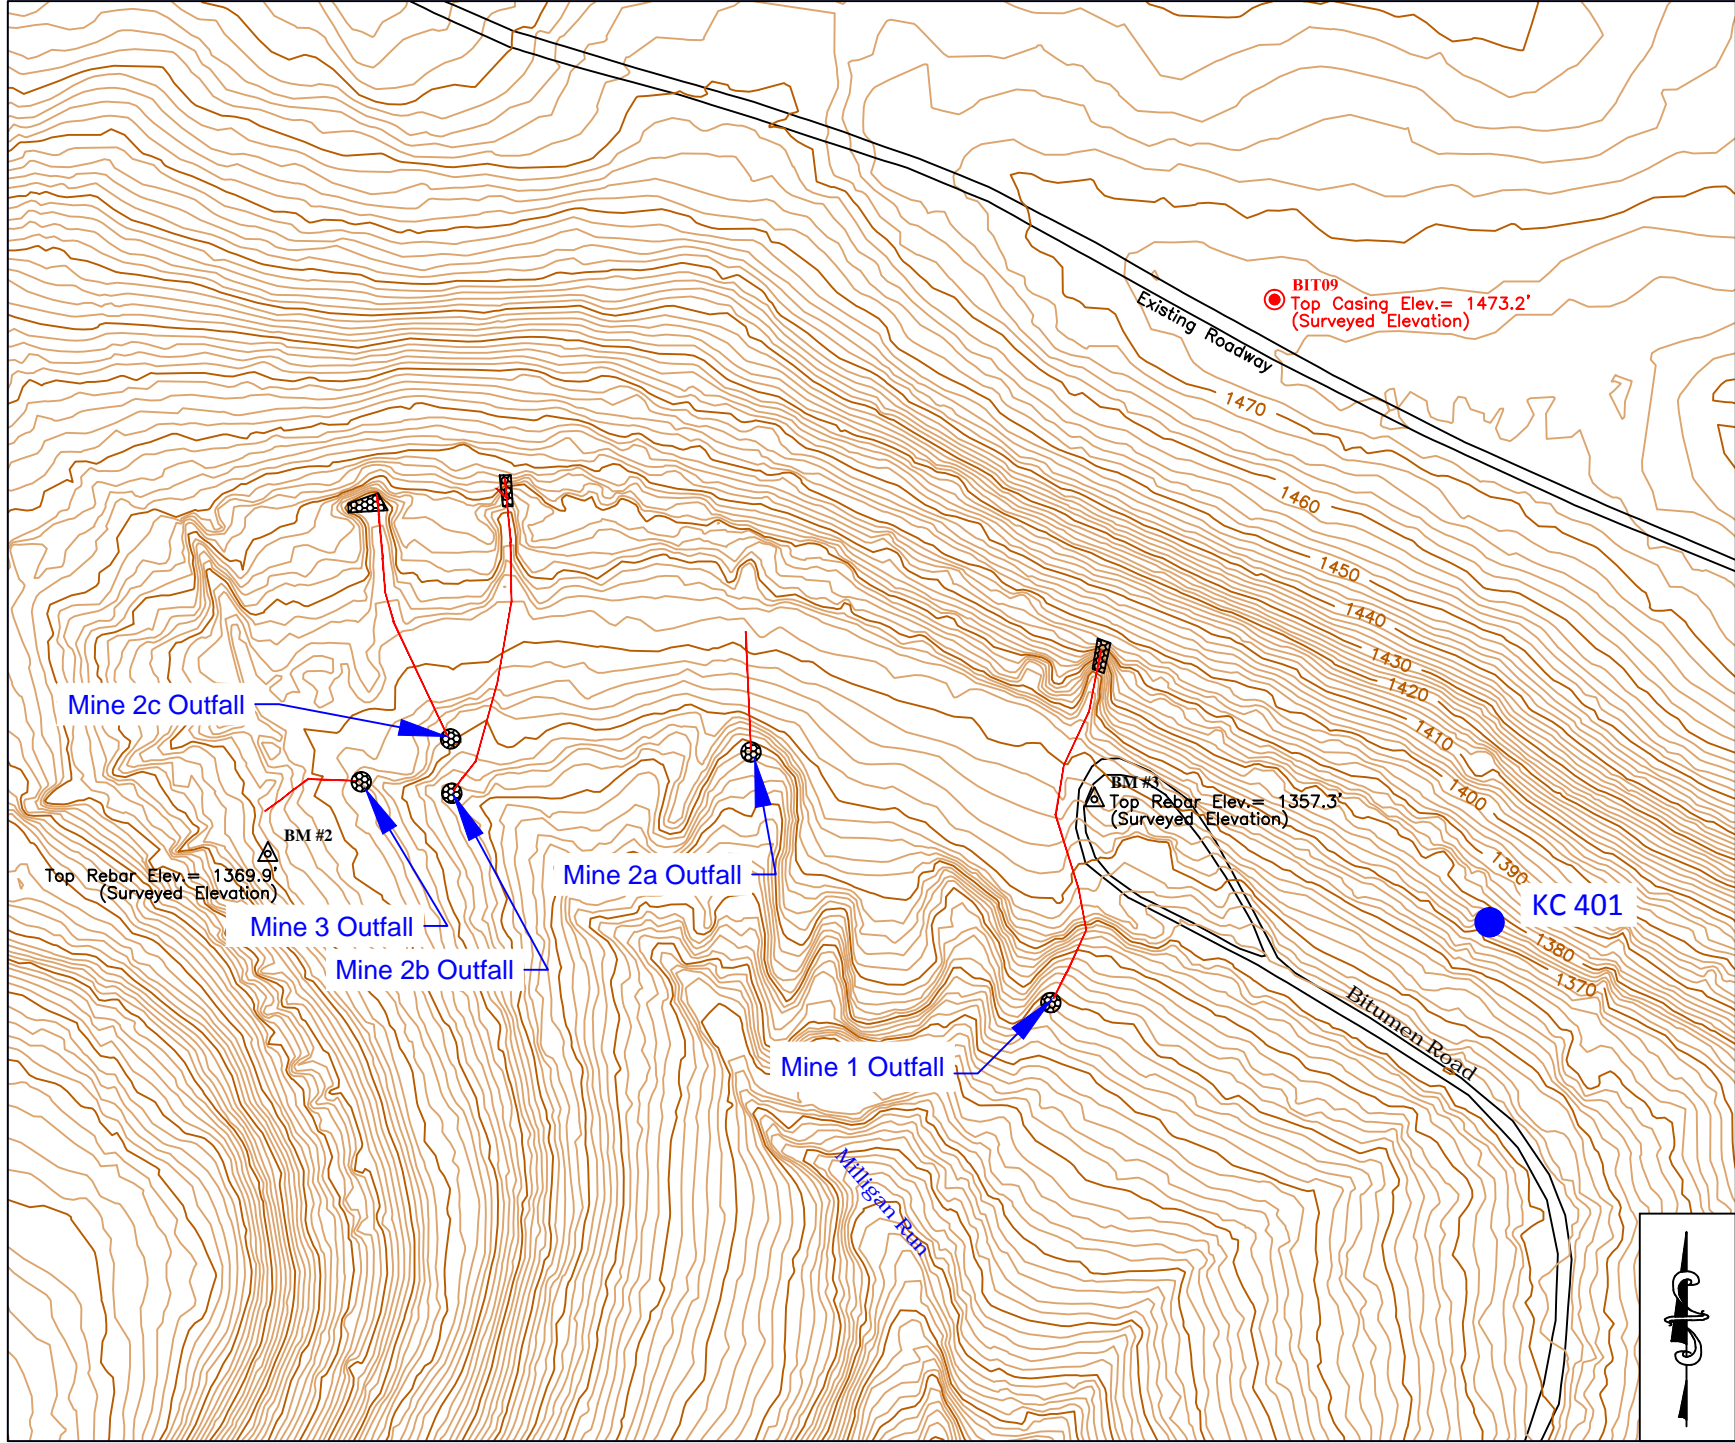 BIT09
Top Casing Elev.= 1473.2'
(Surveyed Elevation)
Existing Roadway
1470
1460
1450
1440
1430
1420
1410
1400
1390
1380
1370
Mine 2c Outfall
BM #3
Top Rebar Elev.= 1357.3'
(Surveyed Elevation)
BM #2
Top Rebar Elev.= 1369.9'
(Surveyed Elevation)
Mine 2a Outfall
KC 401
Mine 3 Outfall
Mine 2b Outfall
Bitumen Road
Mine 1 Outfall
Milligan Run